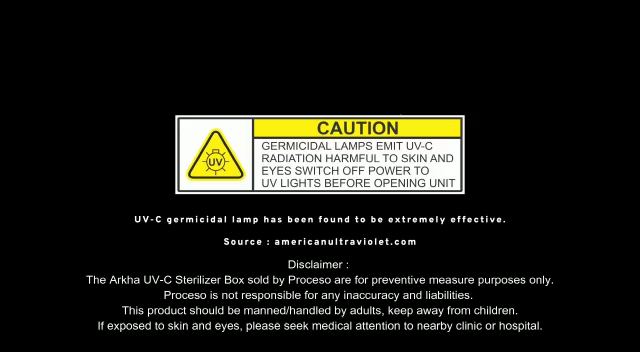 CAUTION
UV
GERMICIDAL LAMPS EMIT UV-C
RADIATION HARMFUL TO SKIN AND
EYES SWITCH OFF POWER TO
UV LIGHTS BEFORE OPENING UNIT
UV-C germicidal lamp has been found to be extremely effective.
Source : americanultraviolet.com
Disclaimer :
The Arkha UV-C Sterilizer Box sold by Proceso are for preventive measure purposes only.
Proceso is not responsible for any inaccuracy and liabilities.
This product should be manned/handled by adults, keep away from children.
If exposed to skin and eyes, please seek medical attention to nearby clinic or hospital.